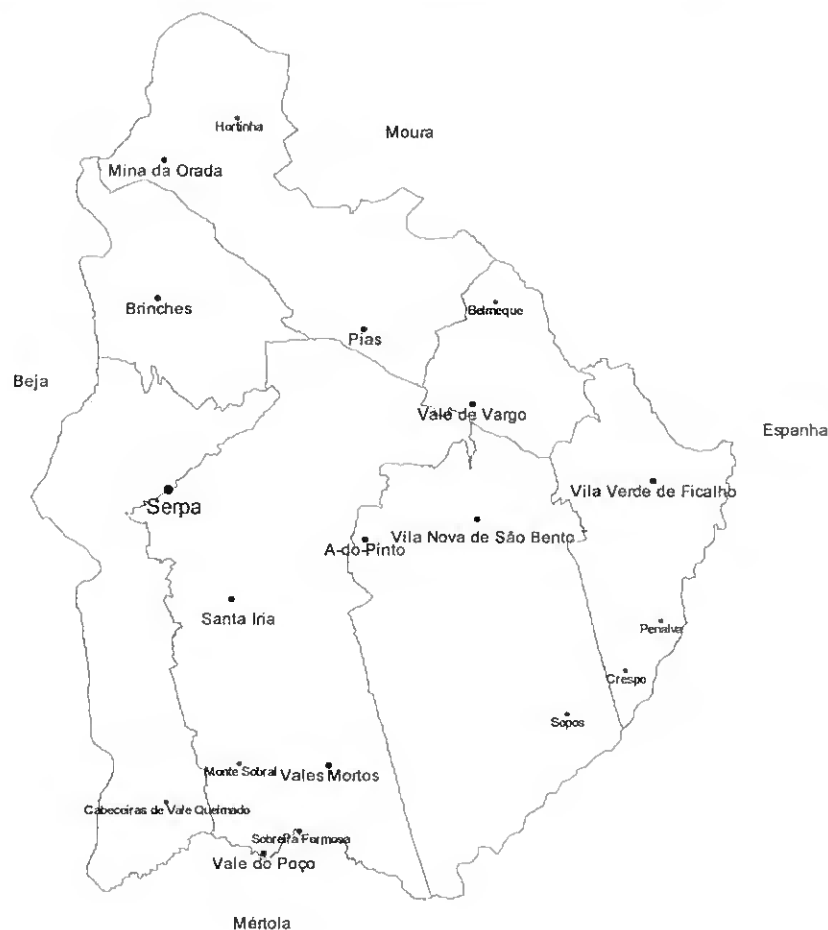 Hortinha
Moura
Mina da Orada
Brinches
Belmeque
Pias
Beja
Vale de Vargo
Espanha
Vila Verde de Ficalho
Serpa
Vila Nova de São Bento
A-do-Pinto
Santa Iria
Penalva
Crespo
Sopos
Monte Sobral
Vales Mortos
Cabeceiras de Vale Queimado
Sobreira Formosa
Vale do Poço
Mértola